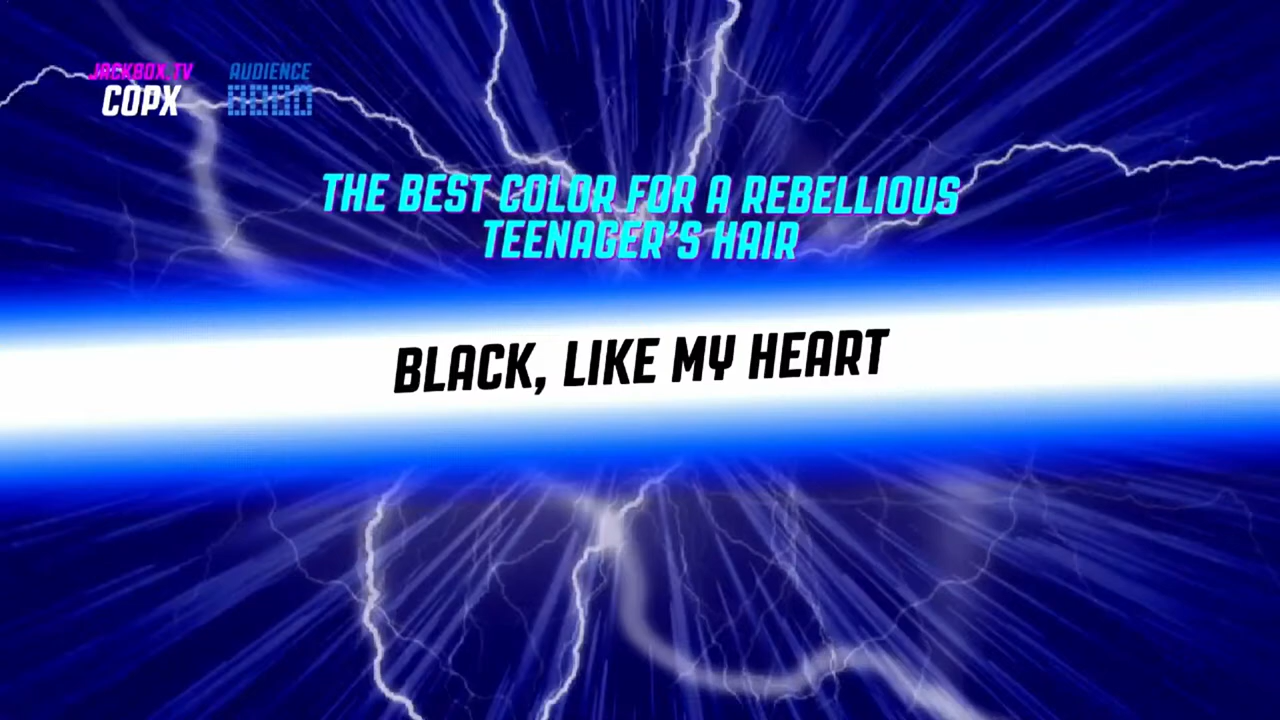 JACKBOX.TV
COPX
AUDIENCE
THE BEST COLOR FOR A REBELLIOUS
TEENAGER'S HAIR
BLACK, LIKE MY HEART